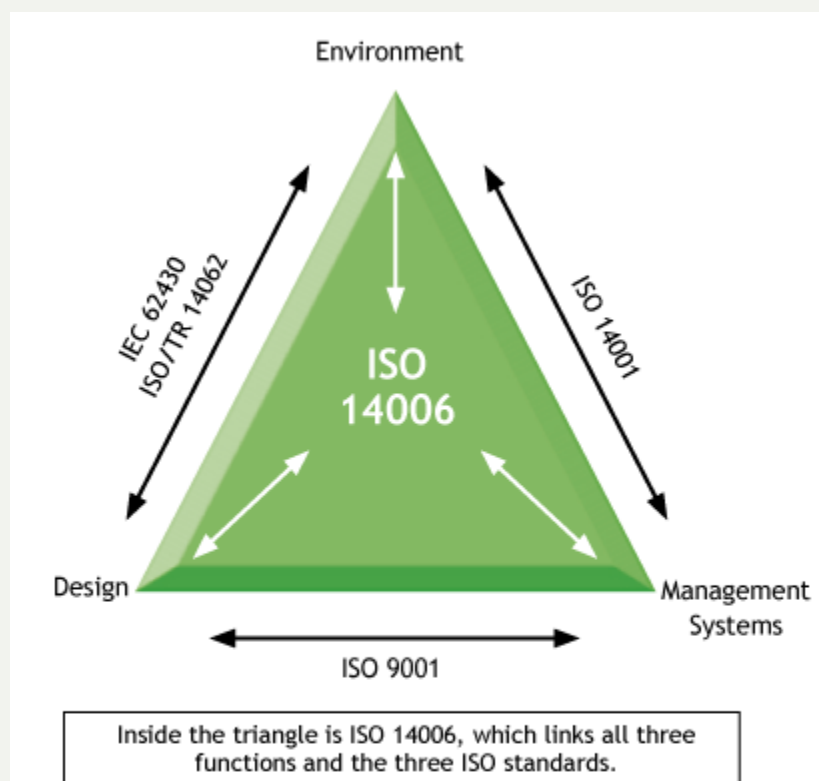 Environment
IEC 62430
ISO/TR 14062
ISO 14001
ISO
14006
Design
Management
Systems
ISO 9001
Inside the triangle is ISO 14006, which links all three
functions and the three ISO standards.